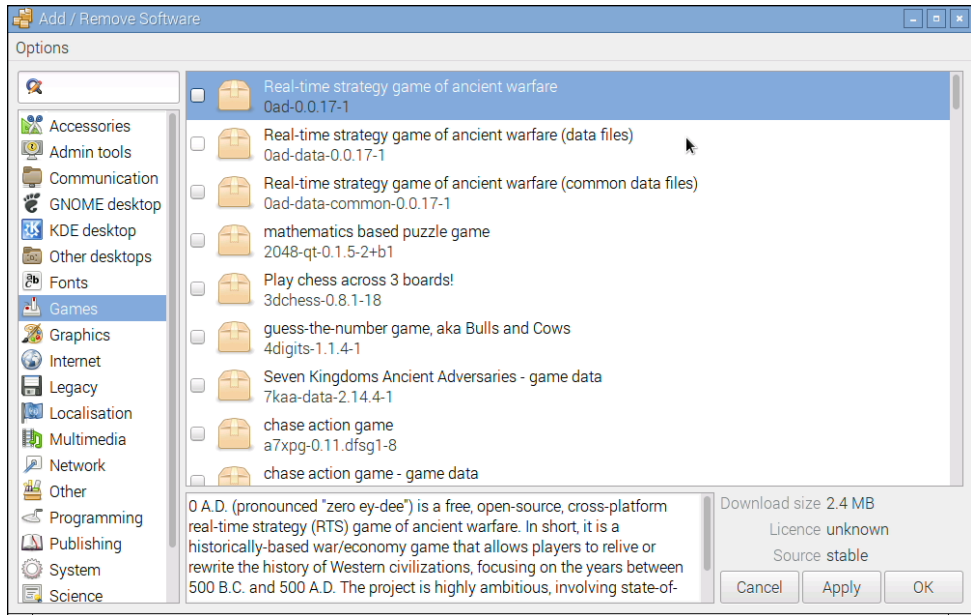 Add / Remove Software
Options
Accessories
Admin tools
Communication
GNOME desktop
KDE desktop
Other desktops
Fonts
Games
Graphics
Internet
Legacy
Localisation
Multimedia
Network
Other
Programming
Publishing
System
Science
Real-time strategy game of ancient warfare
0ad-0.0.17-1
Real-time strategy game of ancient warfare (data files)
0ad-data-0.0.17-1
Real-time strategy game of ancient warfare (common data files)
0ad-data-common-0.0.17-1
mathematics based puzzle game
2048-qt-0.1.5-2+b1
Play chess across 3 boards!
3dchess-0.8.1-18
guess-the-number game, aka Bulls and Cows
4digits-1.1.4-1
Seven Kingdoms Ancient Adversaries - game data
7kaa-data-2.14.4-1
chase action game
a7xpg-0.11.dfsg1-8
chase action game - game data
0 A.D. (pronounced "zero ey-dee") is a free, open-source, cross-platform
real-time strategy (RTS) game of ancient warfare. In short, it is a
historically-based war/economy game that allows players to relive or
rewrite the history of Western civilizations, focusing on the years between
500 B.C. and 500 A.D. The project is highly ambitious, involving state-of-
Download size 2.4 MB
Licence unknown
Source stable
Cancel
Apply
OK